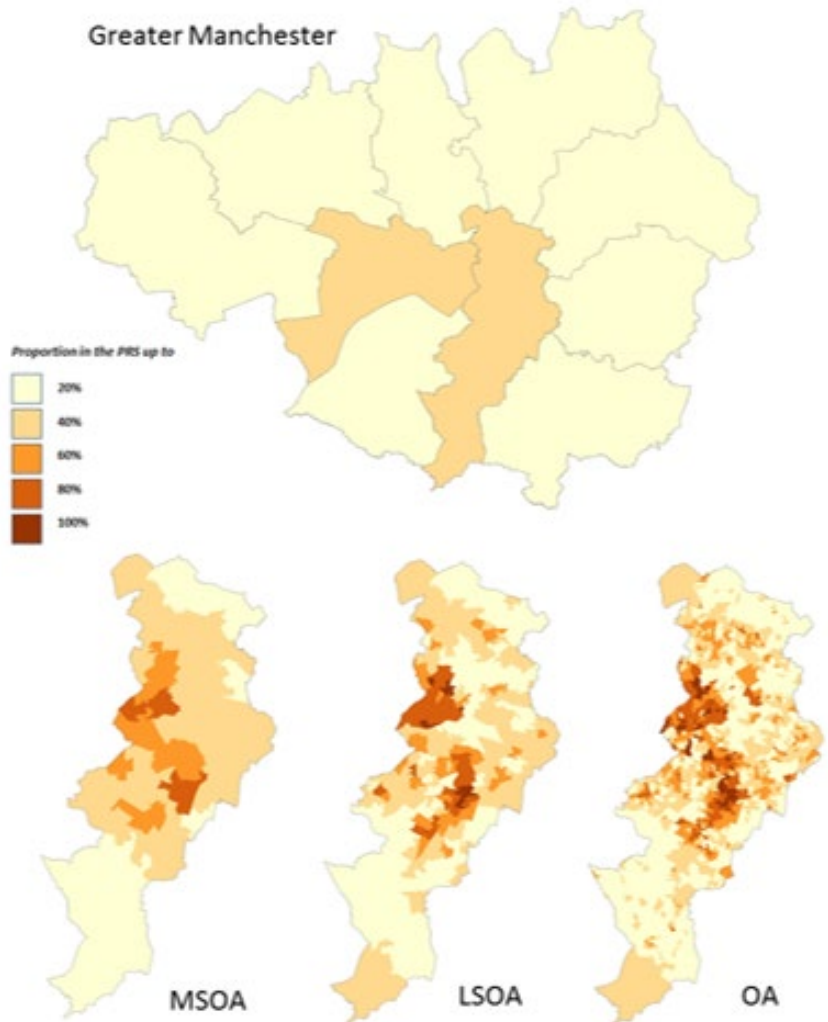 Greater Manchester
Proportion in the PRS up to
20%
40%
60%
80%
100%
MSOA
LSOA
OA